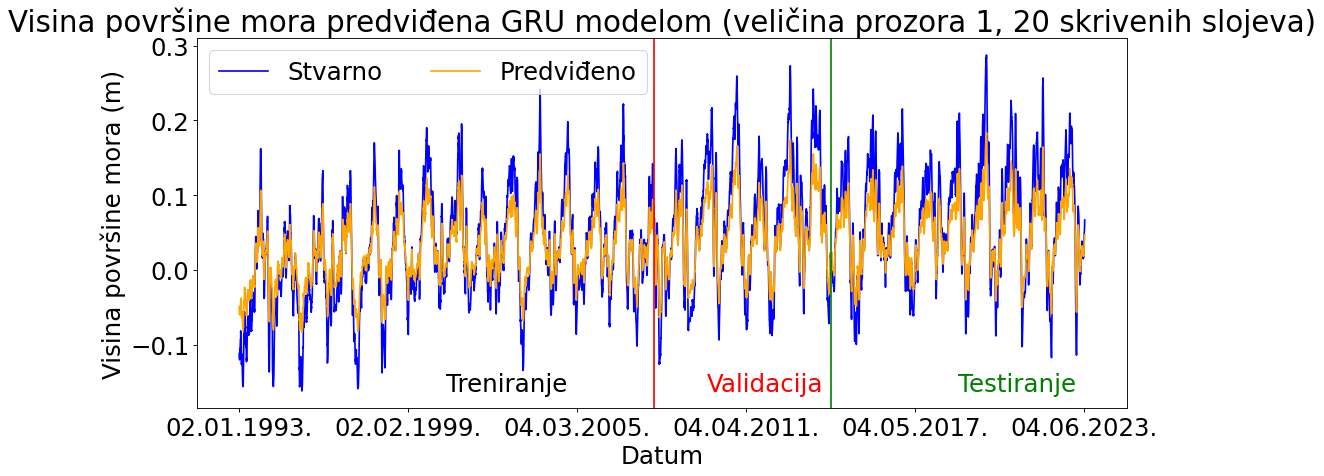 Visina površine mora predviđena GRU modelom (veličina prozora 1, 20 skrivenih slojeva)
Stvarno Predviđeno
Visina površine mora (m)
0.3
0.2
0.1
0.0
−0.1
Treniranje Validacija Testiranje
02.01.1993. 02.02.1999. 04.03.2005. 04.04.2011. 04.05.2017. 04.06.2023.
Datum